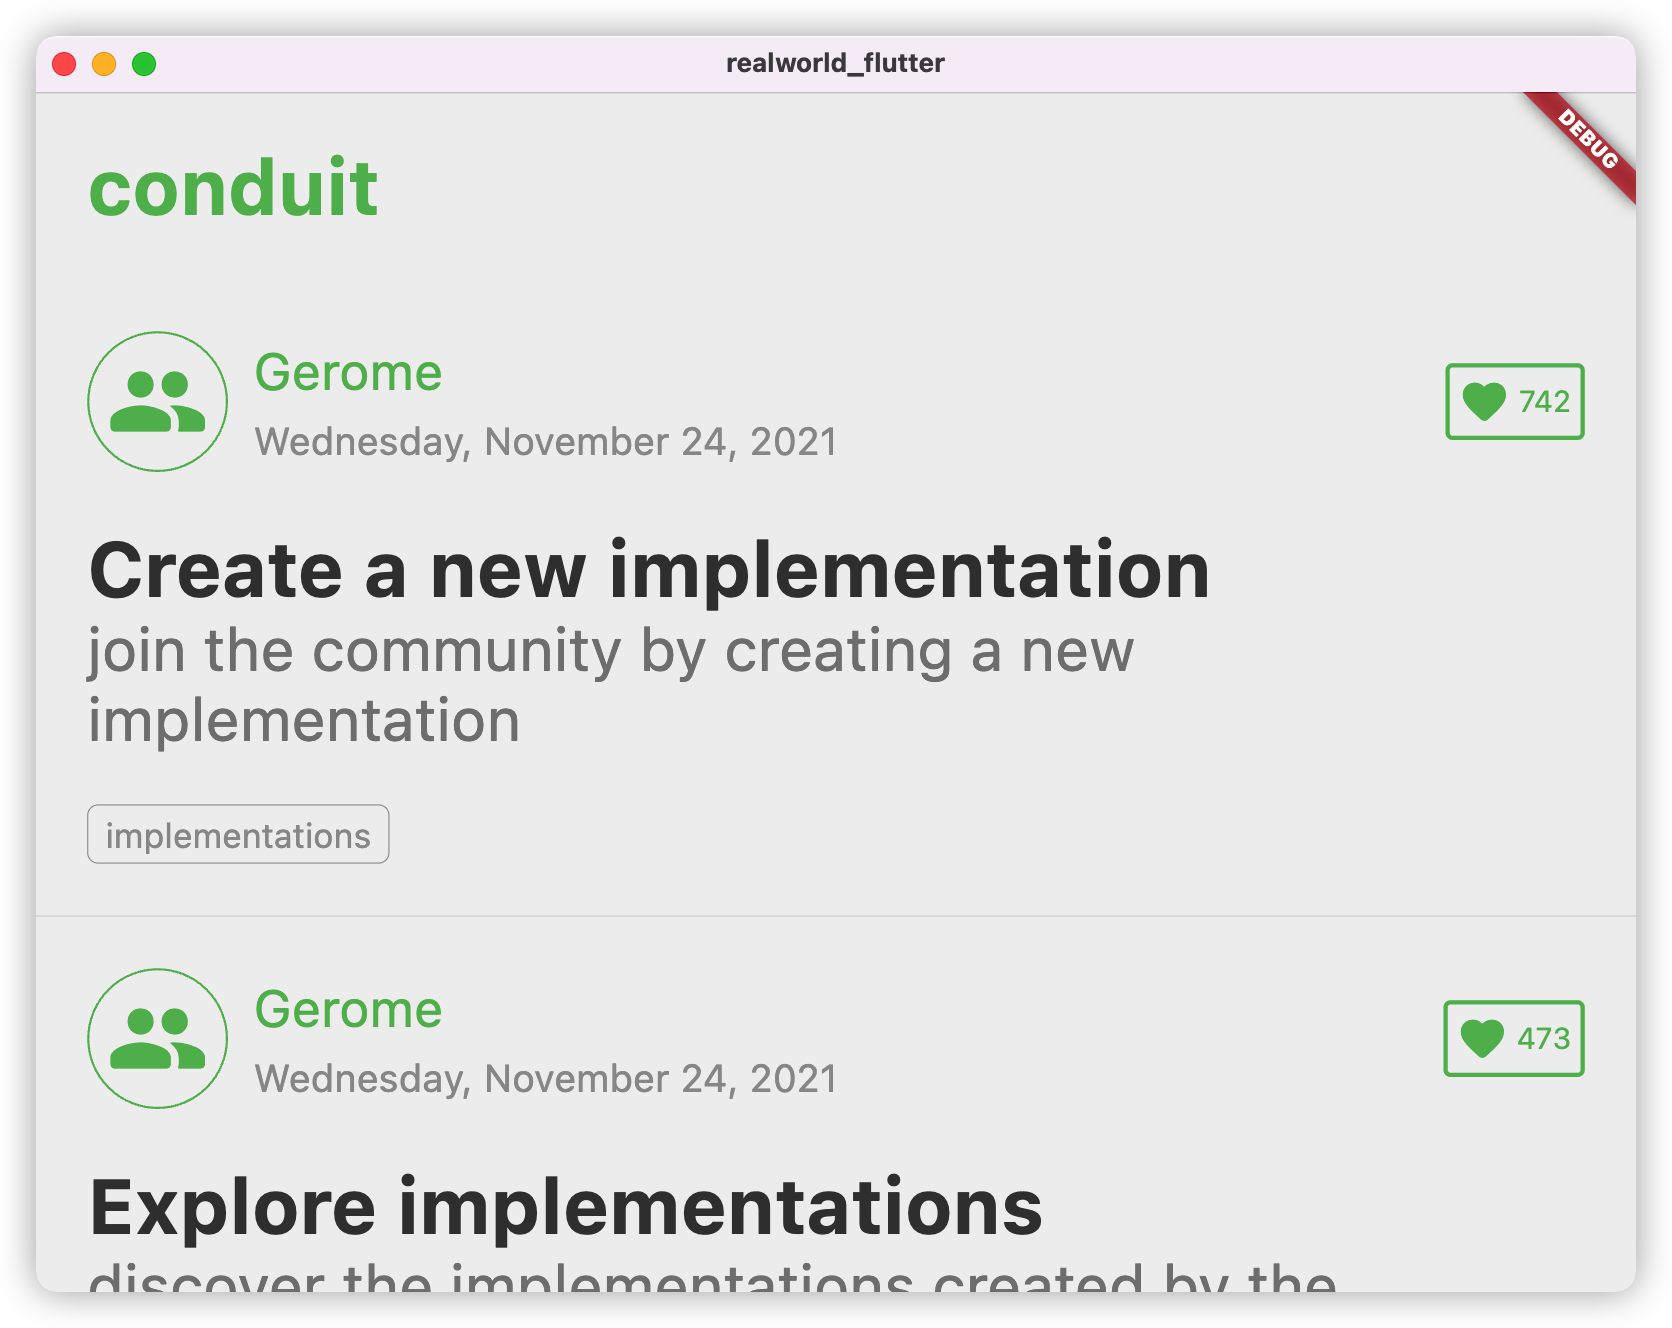 realworld_flutter
DEBUG
conduit
Gerome
Wednesday, November 24, 2021
742
Create a new implementation
join the community by creating a new
implementation
implementations
Gerome
Wednesday, November 24, 2021
473
Explore implementations
discover the implementations created by the